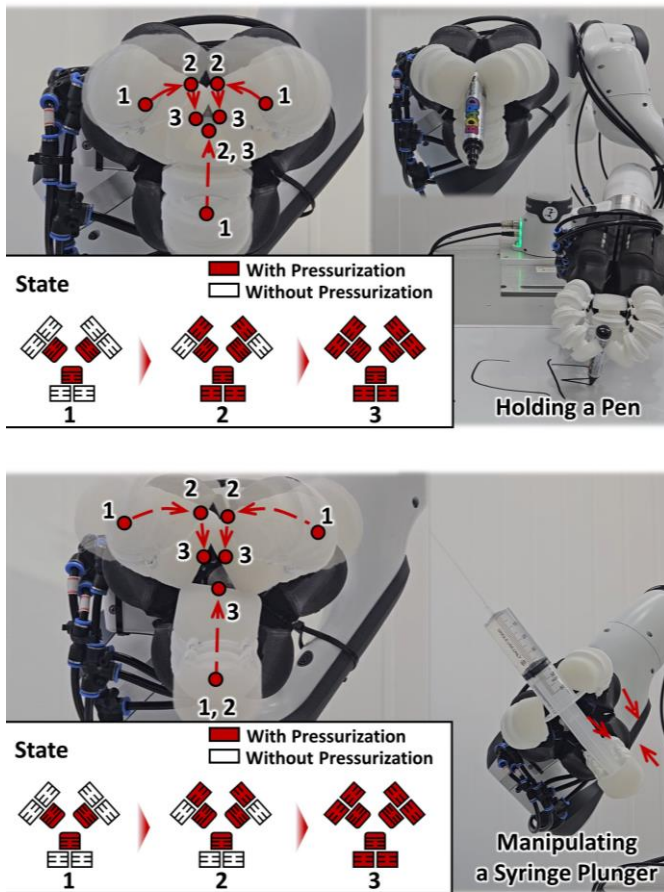 2 2
1 1
3 3
2, 3
1
State
With Pressurization
Without Pressurization
1 2 3
Holding a Pen
2 2
1 1
3 3
3
1, 2
State
With Pressurization
Without Pressurization
1 2 3
Manipulating
a Syringe Plunger